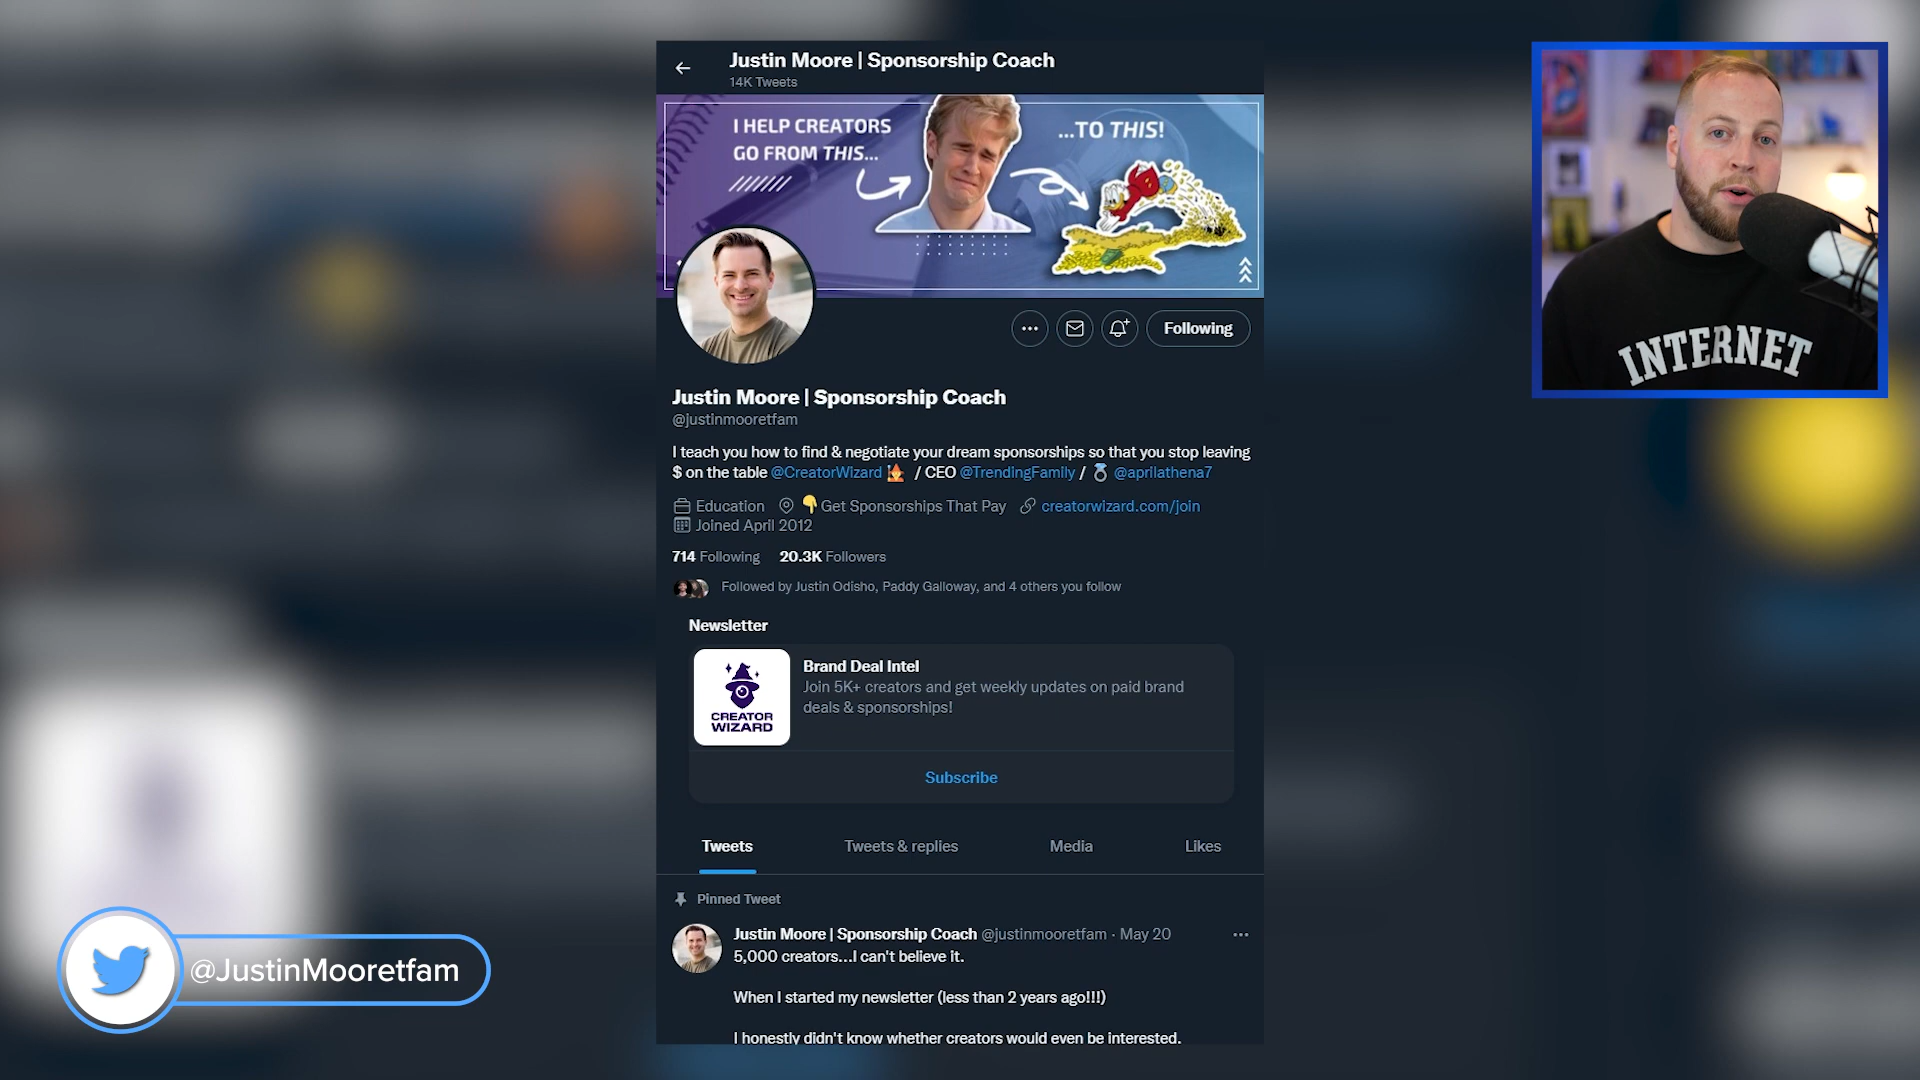 Justin Moore | Sponsorship Coach
14K Tweets
I HELP CREATORS
GO FROM THIS...
...TO THIS!
Following
Justin Moore | Sponsorship Coach
@justinmooretfam
I teach you how to find & negotiate your dream sponsorships so that you stop leaving
$ on the table @CreatorWizard 🧙 / CEO @TrendingFamily / 💍 @aprilathena7
Education 👇Get Sponsorships That Pay creatorwizard.com/join
Joined April 2012
714 Following 20.3K Followers
Followed by Justin Odisho, Paddy Galloway, and 4 others you follow
Newsletter
Brand Deal Intel
Join 5K+ creators and get weekly updates on paid brand
deals & sponsorships!
CREATOR
WIZARD
Subscribe
Tweets Tweets & replies Media Likes
Pinned Tweet
Justin Moore | Sponsorship Coach @justinmooretfam · May 20
5,000 creators...I can't believe it.
When I started my newsletter (less than 2 years ago!!!)
I honestly didn't know whether creators would even be interested.
INTERNET
@JustinMooretfam